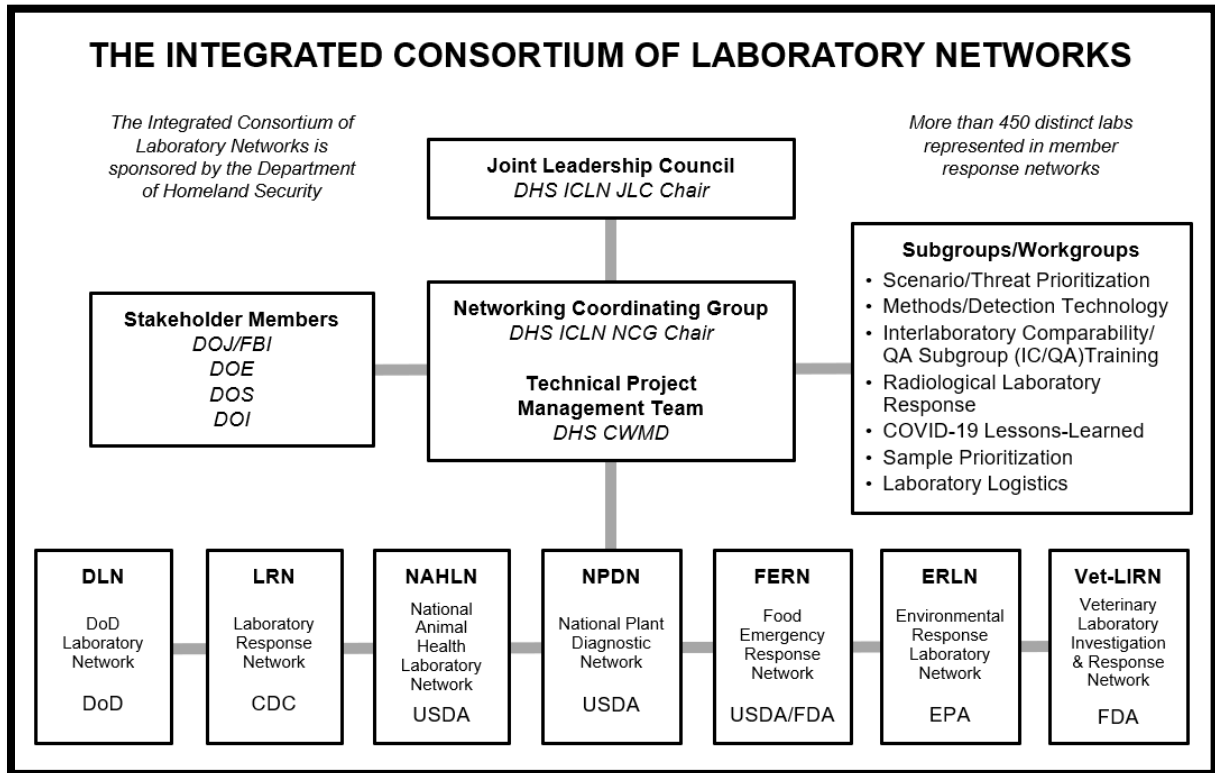 THE INTEGRATED CONSORTIUM OF LABORATORY NETWORKS
The Integrated Consortium of
Laboratory Networks is
sponsored by the Department
of Homeland Security
Joint Leadership Council
DHS ICLN JLC Chair
More than 450 distinct labs
represented in member
response networks
Stakeholder Members
DOJ/FBI
DOE
DOS
DOI
Networking Coordinating Group
DHS ICLN NCG Chair
Technical Project
Management Team
DHS CWMD
Subgroups/Workgroups
• Scenario/Threat Prioritization
• Methods/Detection Technology
• Interlaboratory Comparability/
QA Subgroup (IC/QA)Training
• Radiological Laboratory
Response
• COVID-19 Lessons-Learned
• Sample Prioritization
• Laboratory Logistics
DLN
DoD
Laboratory
Network
DoD
LRN
Laboratory
Response
Network
CDC
NAHLN
National
Animal
Health
Laboratory
Network
USDA
NPDN
National Plant
Diagnostic
Network
USDA
FERN
Food
Emergency
Response
Network
USDA/FDA
ERLN
Environmental
Response
Laboratory
Network
EPA
Vet-LIRN
Veterinary
Laboratory
Investigation
& Response
Network
FDA